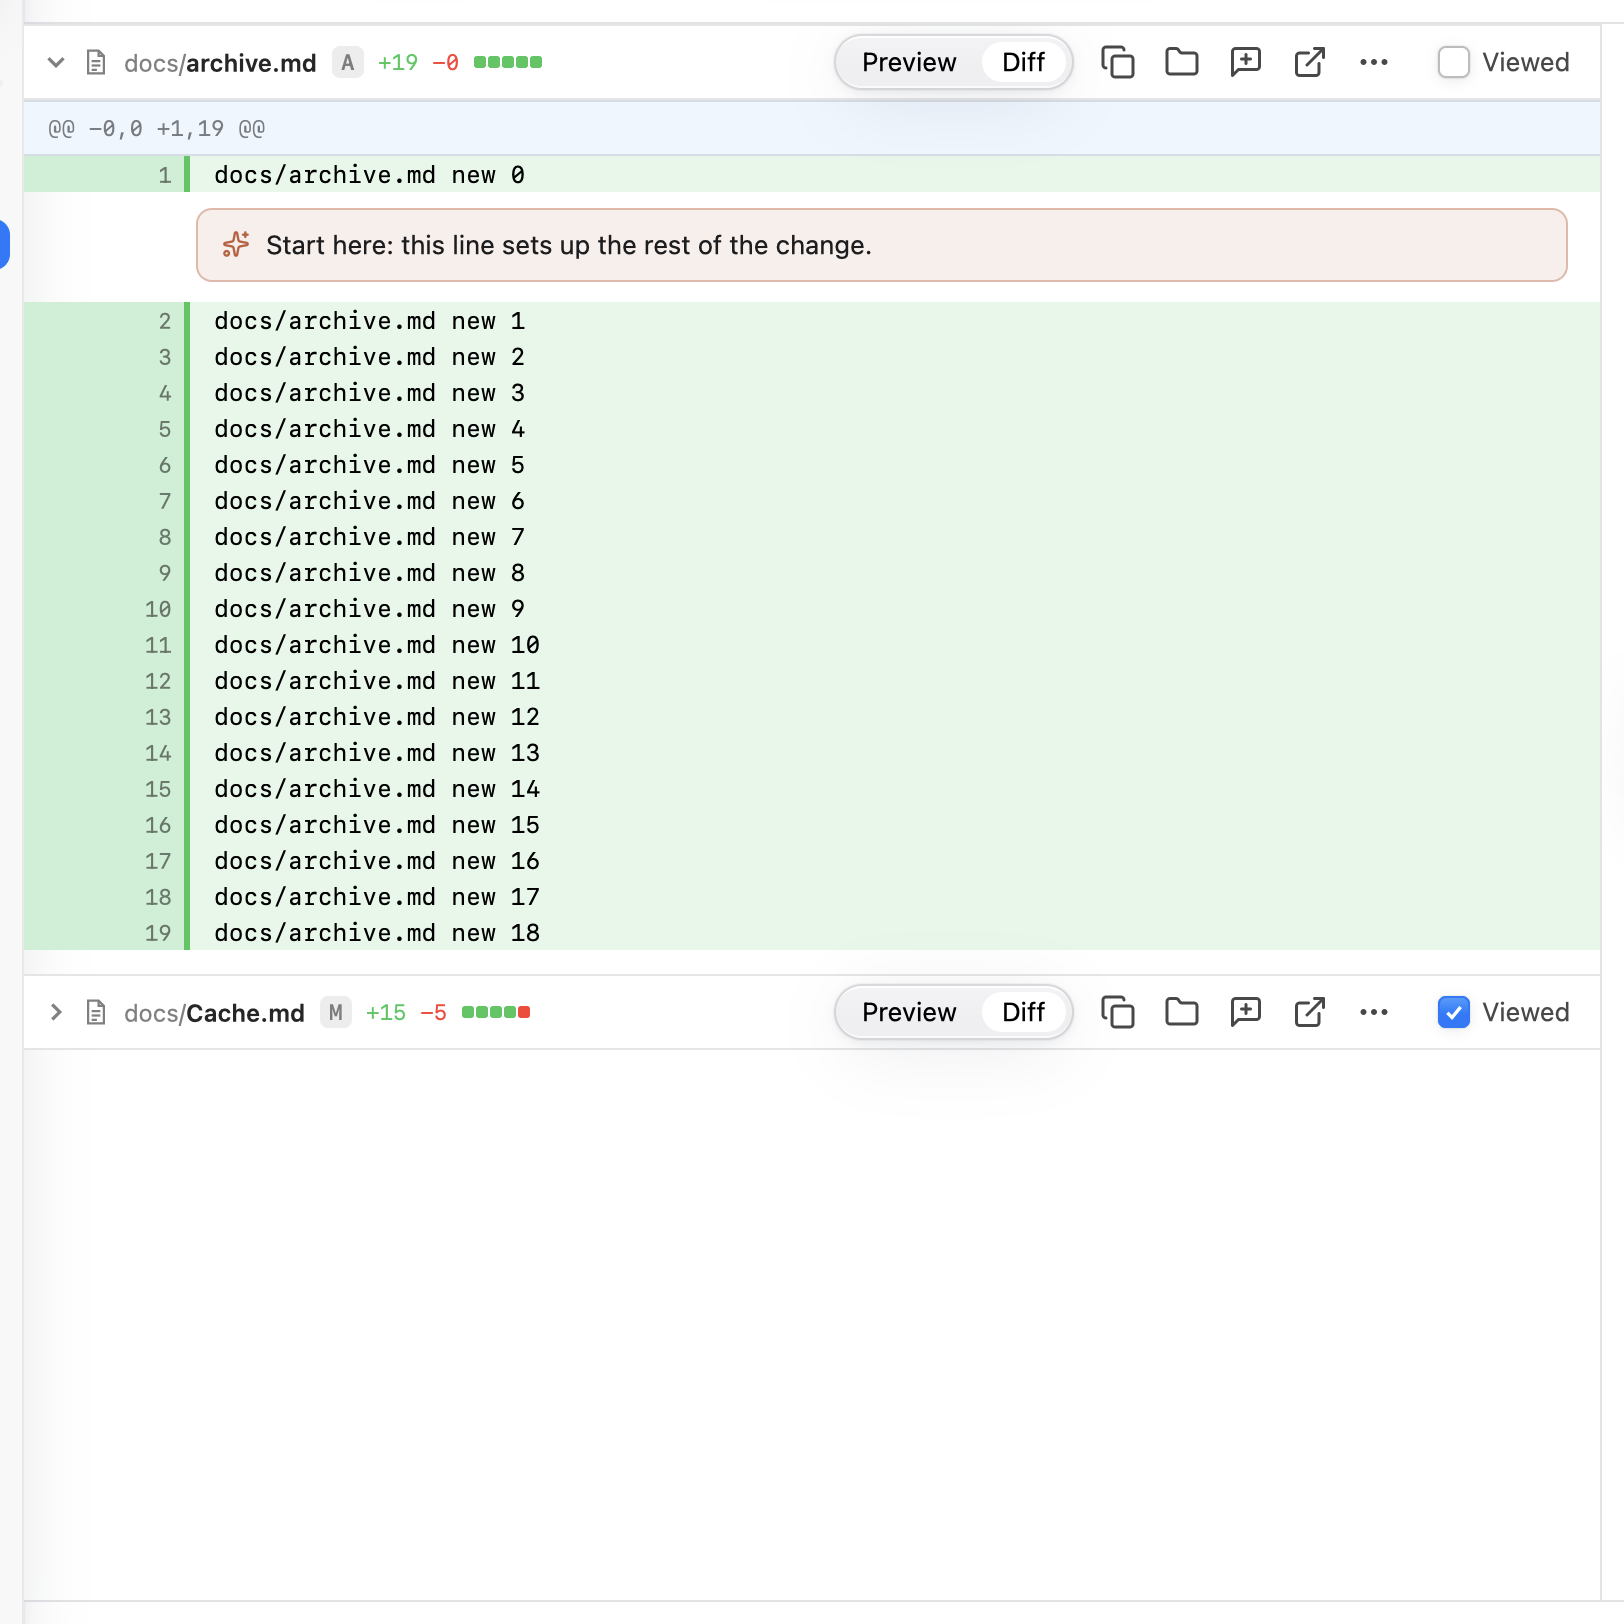 docs/archive.md A +19 −0 Preview Diff Viewed
@@ −0,0 +1,19 @@
1 docs/archive.md new 0
Start here: this line sets up the rest of the change.
2 docs/archive.md new 1
3 docs/archive.md new 2
4 docs/archive.md new 3
5 docs/archive.md new 4
6 docs/archive.md new 5
7 docs/archive.md new 6
8 docs/archive.md new 7
9 docs/archive.md new 8
10 docs/archive.md new 9
11 docs/archive.md new 10
12 docs/archive.md new 11
13 docs/archive.md new 12
14 docs/archive.md new 13
15 docs/archive.md new 14
16 docs/archive.md new 15
17 docs/archive.md new 16
18 docs/archive.md new 17
19 docs/archive.md new 18
docs/Cache.md M +15 −5 Preview Diff Viewed